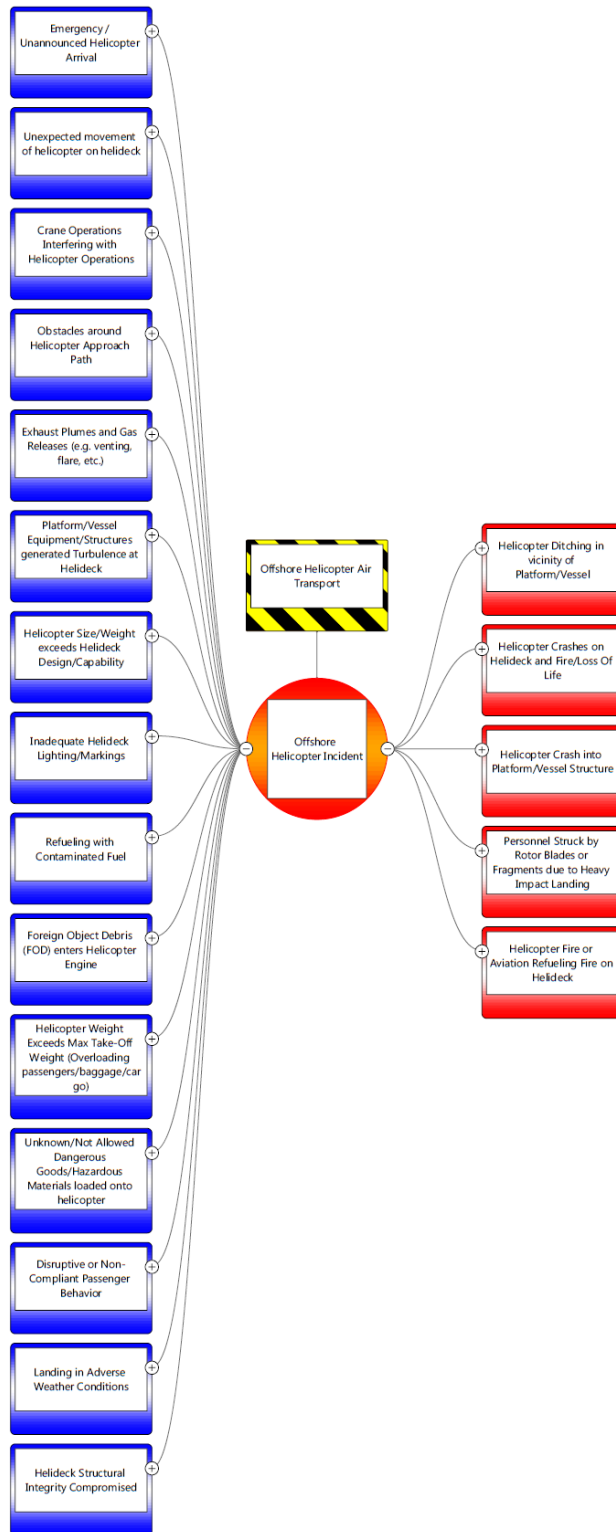 Emergency /
Unannounced Helicopter
Arrival
Unexpected movement
of helicopter on helideck
Crane Operations
Interfering with
Helicopter Operations
Obstacles around
Helicopter Approach
Path
Exhaust Plumes and Gas
Releases (e.g. venting,
flare, etc.)
Platform/Vessel
Equipment/Structures
generated Turbulence at
Helideck
Helicopter Size/Weight
exceeds Helideck
Design/Capability
Inadequate Helideck
Lighting/Markings
Refueling with
Contaminated Fuel
Foreign Object Debris
(FOD) enters Helicopter
Engine
Helicopter Weight
Exceeds Max Take-Off
Weight (Overloading
passengers/baggage/car
go)
Unknown/Not Allowed
Dangerous
Goods/Hazardous
Materials loaded onto
helicopter
Disruptive or Non-
Compliant Passenger
Behavior
Landing in Adverse
Weather Conditions
Helideck Structural
Integrity Compromised
Offshore Helicopter Air
Transport
Offshore
Helicopter Incident
Helicopter Ditching in
vicinity of
Platform/Vessel
Helicopter Crashes on
Helideck and Fire/Loss Of
Life
Helicopter Crash into
Platform/Vessel Structure
Personnel Struck by
Rotor Blades or
Fragments due to Heavy
Impact Landing
Helicopter Fire or
Aviation Refueling Fire on
Helideck